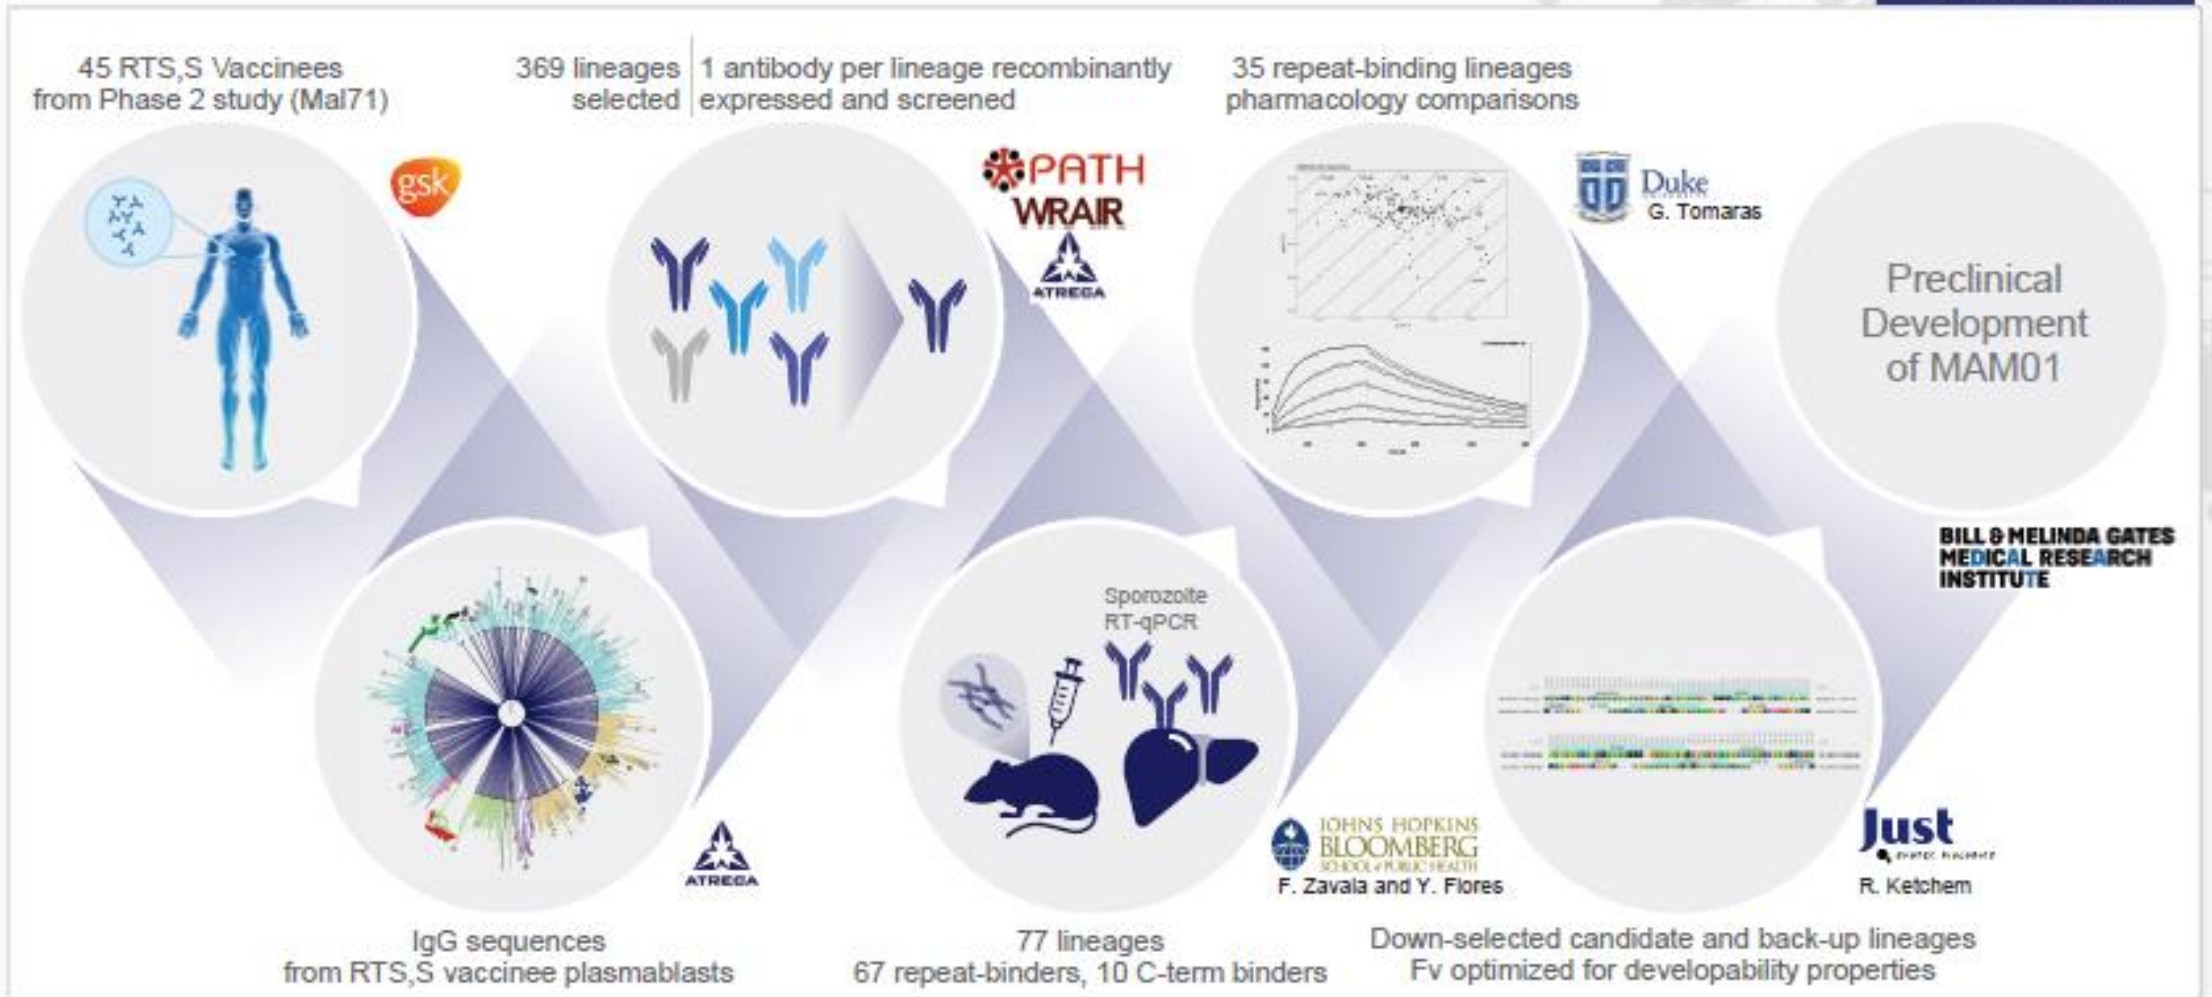 45 RTS,S Vaccinees
from Phase 2 study (Mal71)
gsk
369 lineages
selected
1 antibody per lineage recombinantly
expressed and screened
PATH
WRAIR
ATRECA
35 repeat-binding lineages
pharmacology comparisons
Duke
G. Tomaras
Preclinical
Development
of MAM01
BILL & MELINDA GATES
MEDICAL RESEARCH
INSTITUTE
IgG sequences
from RTS,S vaccinee plasmablasts
ATRECA
Sporozoite
RT-qPCR
77 lineages
67 repeat-binders, 10 C-term binders
JOHNS HOPKINS
BLOOMBERG
SCHOOL of PUBLIC HEALTH
F. Zavala and Y. Flores
Down-selected candidate and back-up lineages
Fv optimized for developability properties
Just
R. Ketchem